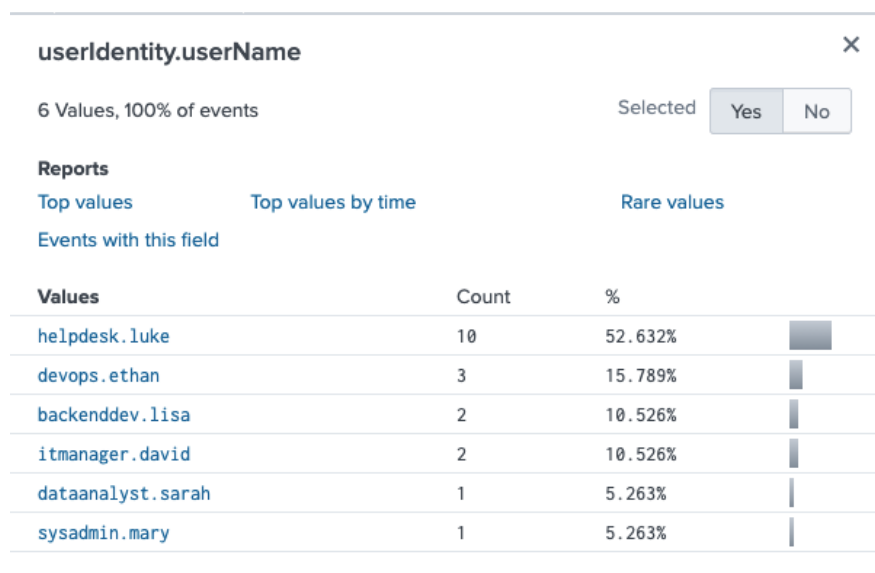 userIdentity.userName
6 Values, 100% of events
Selected Yes No
Reports
Top values Top values by time Rare values
Events with this field
Values Count %
helpdesk.luke 10 52.632%
devops.ethan 3 15.789%
backenddev.lisa 2 10.526%
itmanager.david 2 10.526%
dataanalyst.sarah 1 5.263%
sysadmin.mary 1 5.263%